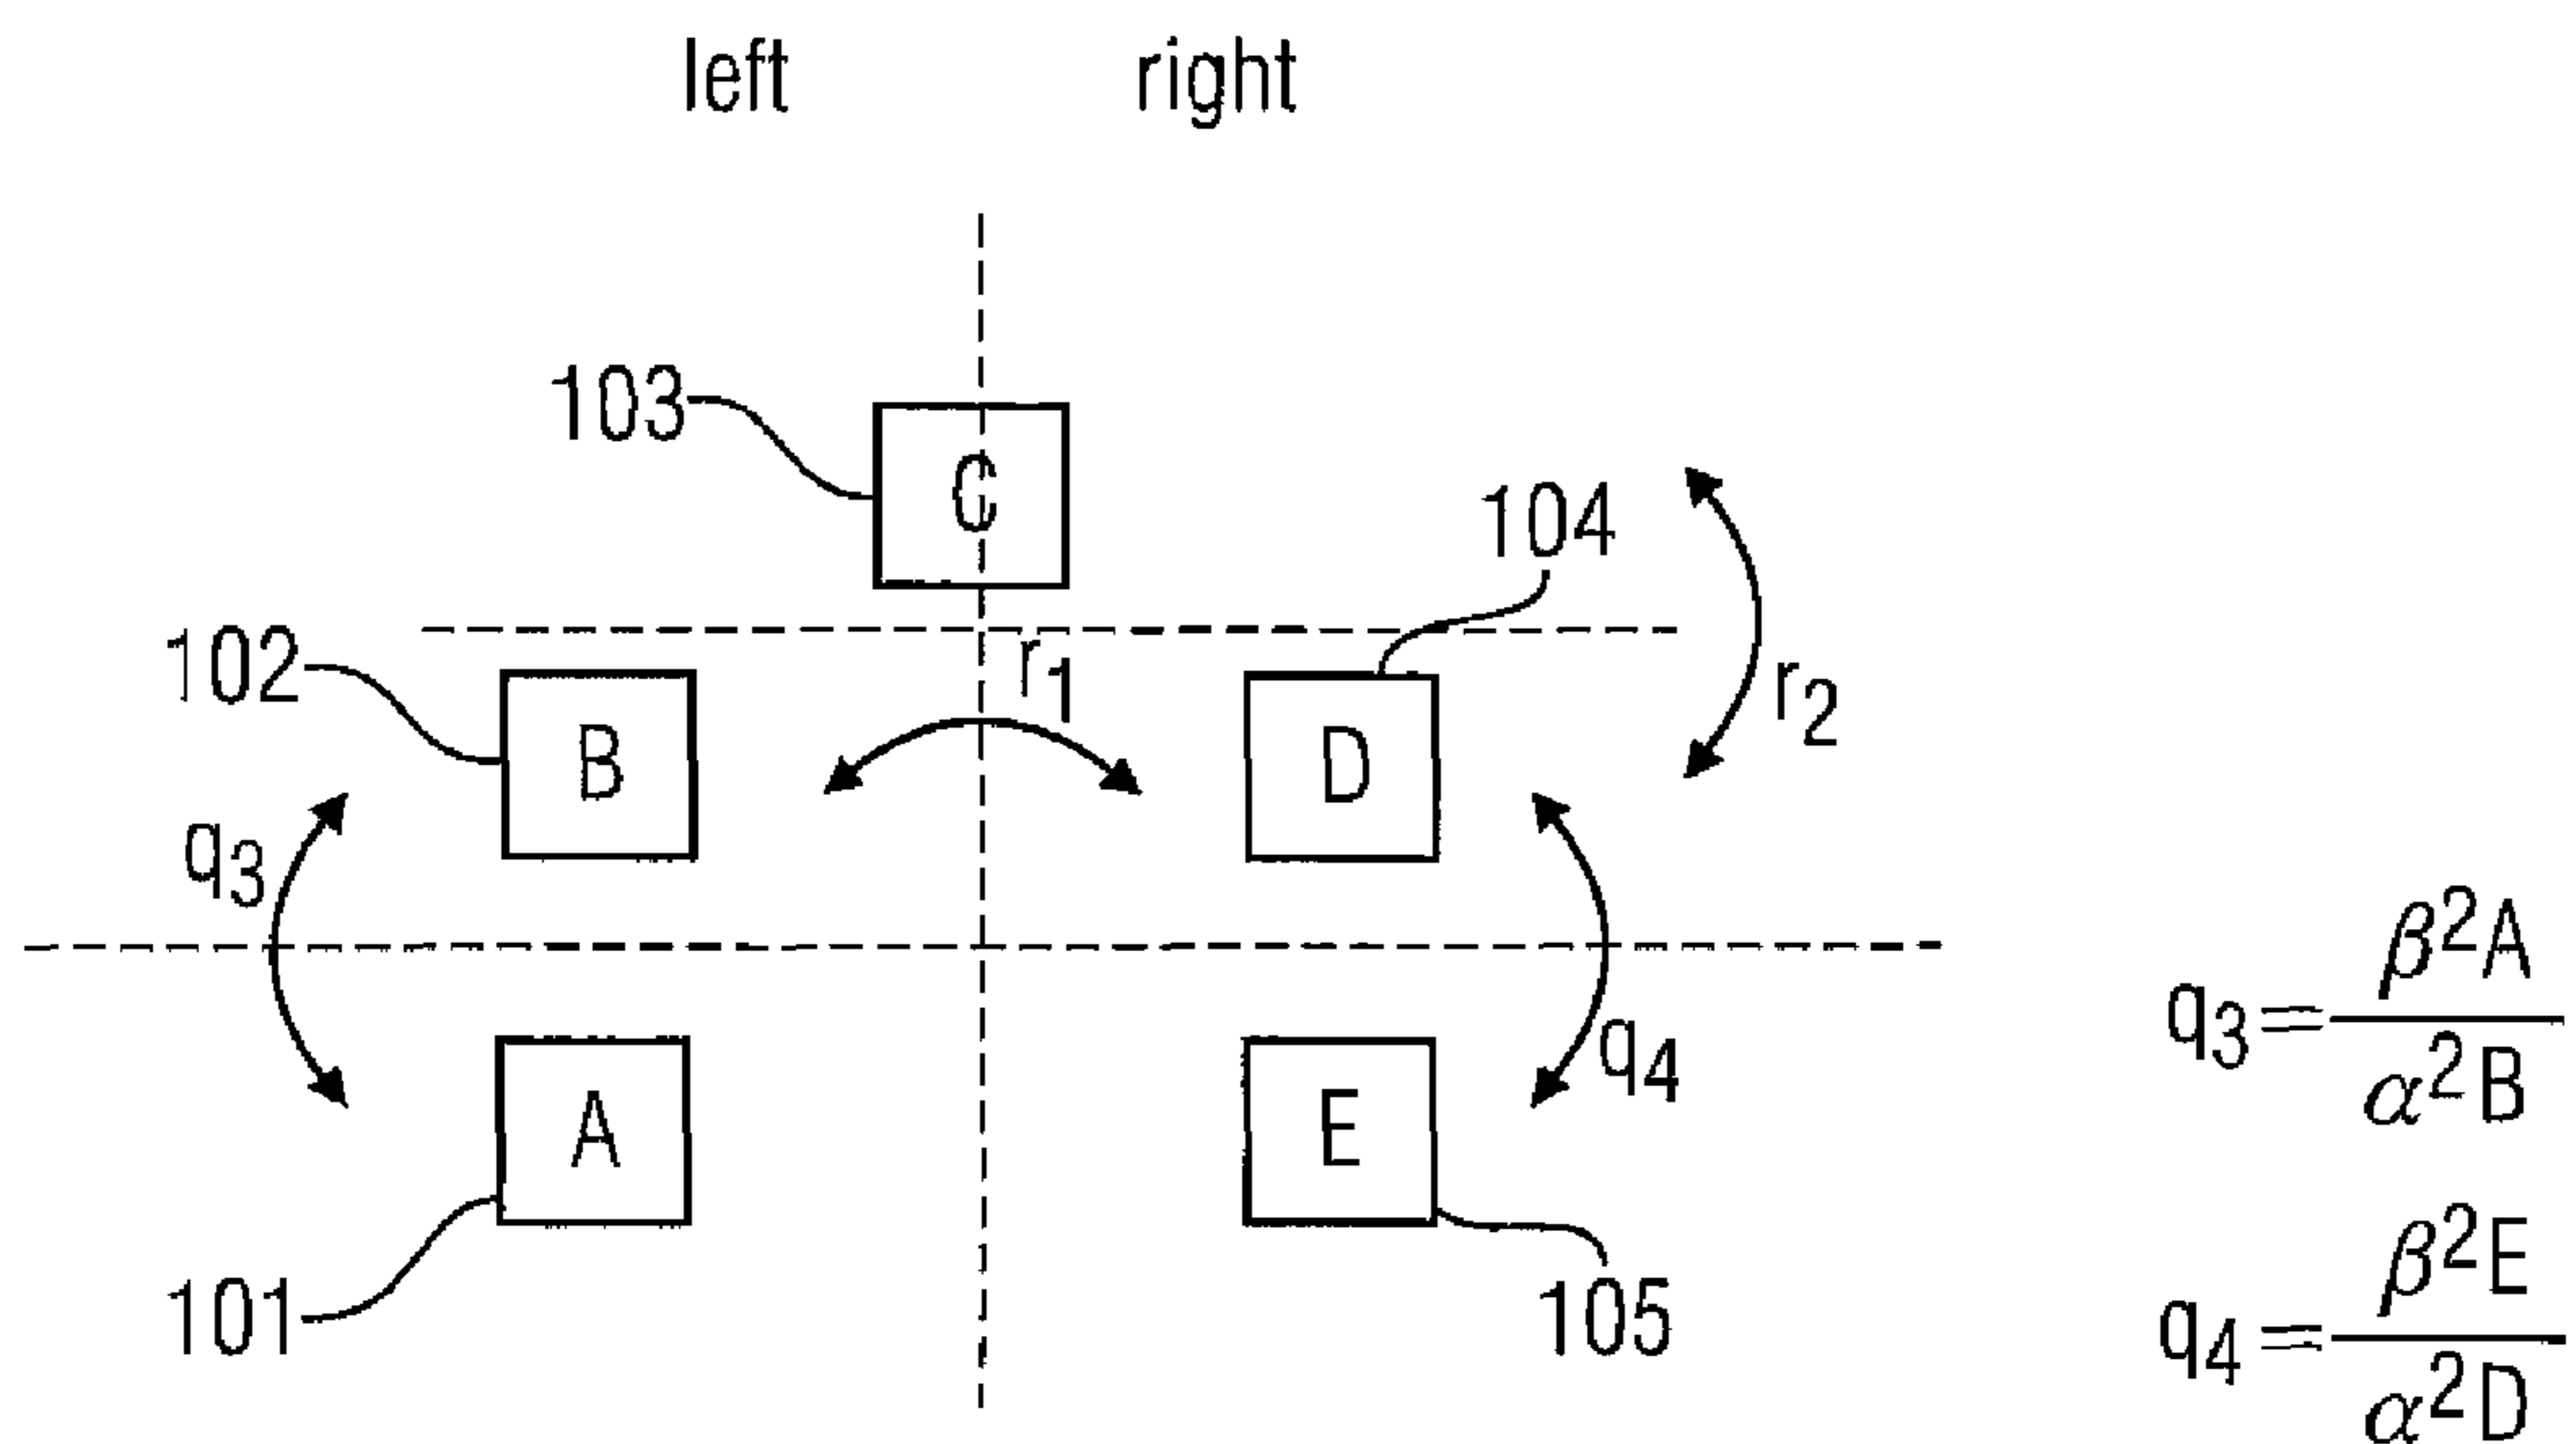 left right
103
C
104
102
r1
r2
B
D
q3
q3=β²A/α²B
A
E
q4
101
105
q4=β²E/α²D